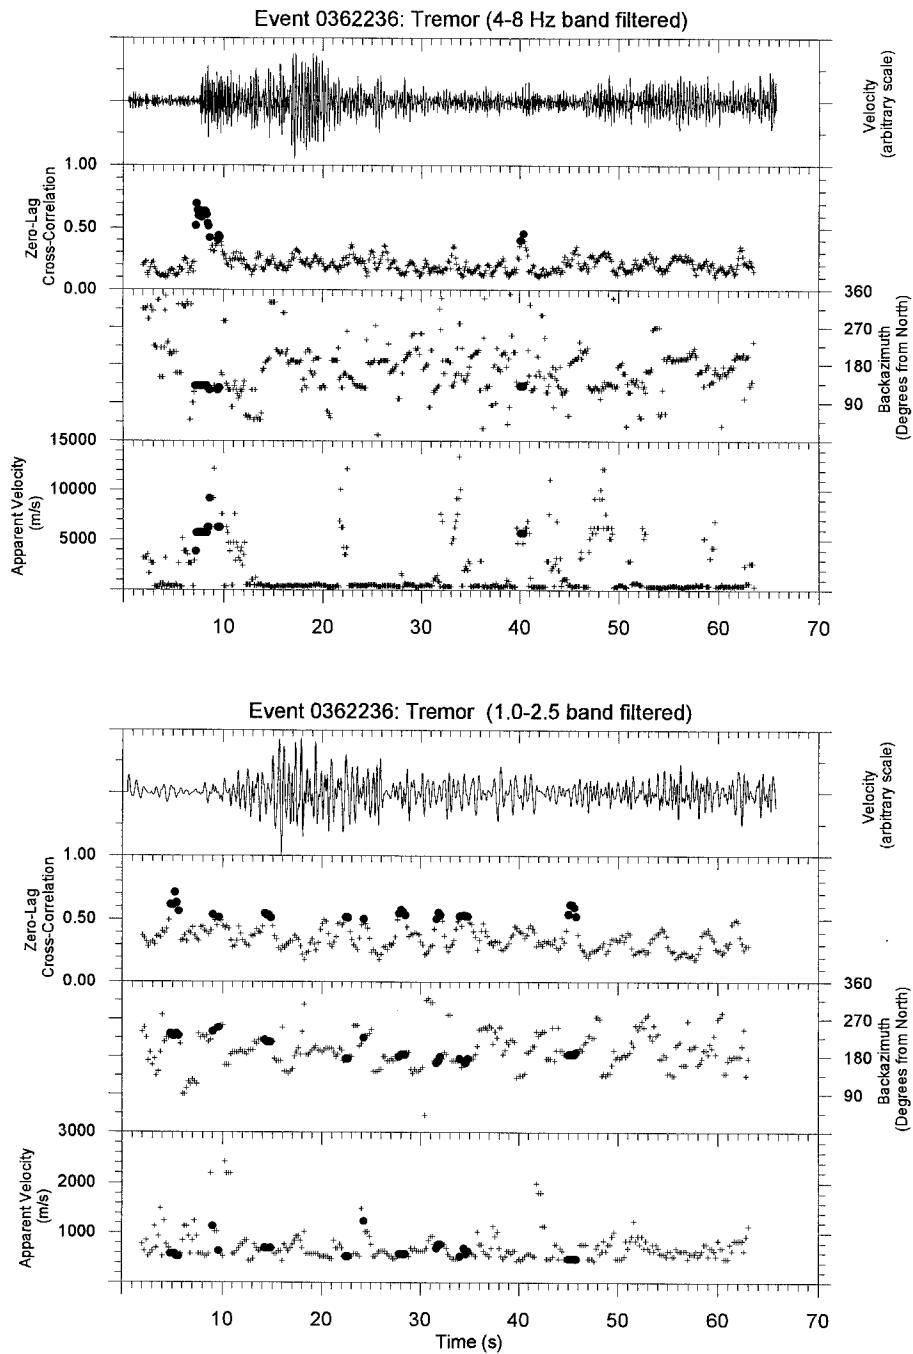 Event 0362236: Tremor (4-8 Hz band filtered)
Velocity
(arbitrary scale)
1.00
0.50
0.00
Zero-Lag
Cross-Correlation
360
270
180
90
Backazimuth
(Degrees from North)
15000
10000
5000
Apparent Velocity
(m/s)
10 20 30 40 50 60 70
Event 0362236: Tremor (1.0-2.5 band filtered)
Velocity
(arbitrary scale)
1.00
0.50
0.00
Zero-Lag
Cross-Correlation
360
270
180
90
Backazimuth
(Degrees from North)
3000
2000
1000
Apparent Velocity
(m/s)
10 20 30 40 50 60 70
Time (s)